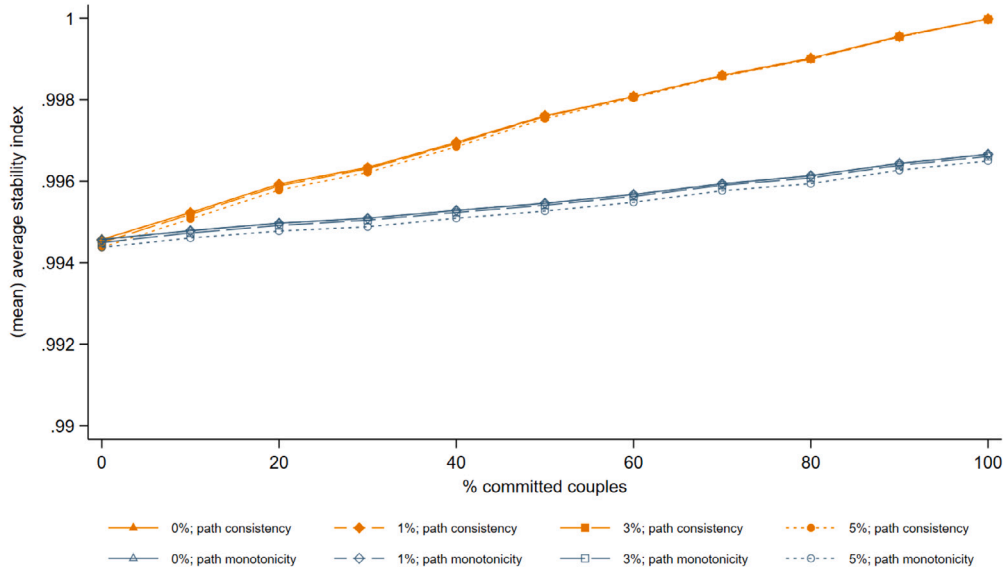 1
.998
.996
.994
.992
.99
(mean) average stability index
0 20 40 60 80 100
% committed couples
0%; path consistency 1%; path consistency 3%; path consistency 5%; path consistency
0%; path monotonicity 1%; path monotonicity 3%; path monotonicity 5%; path monotonicity